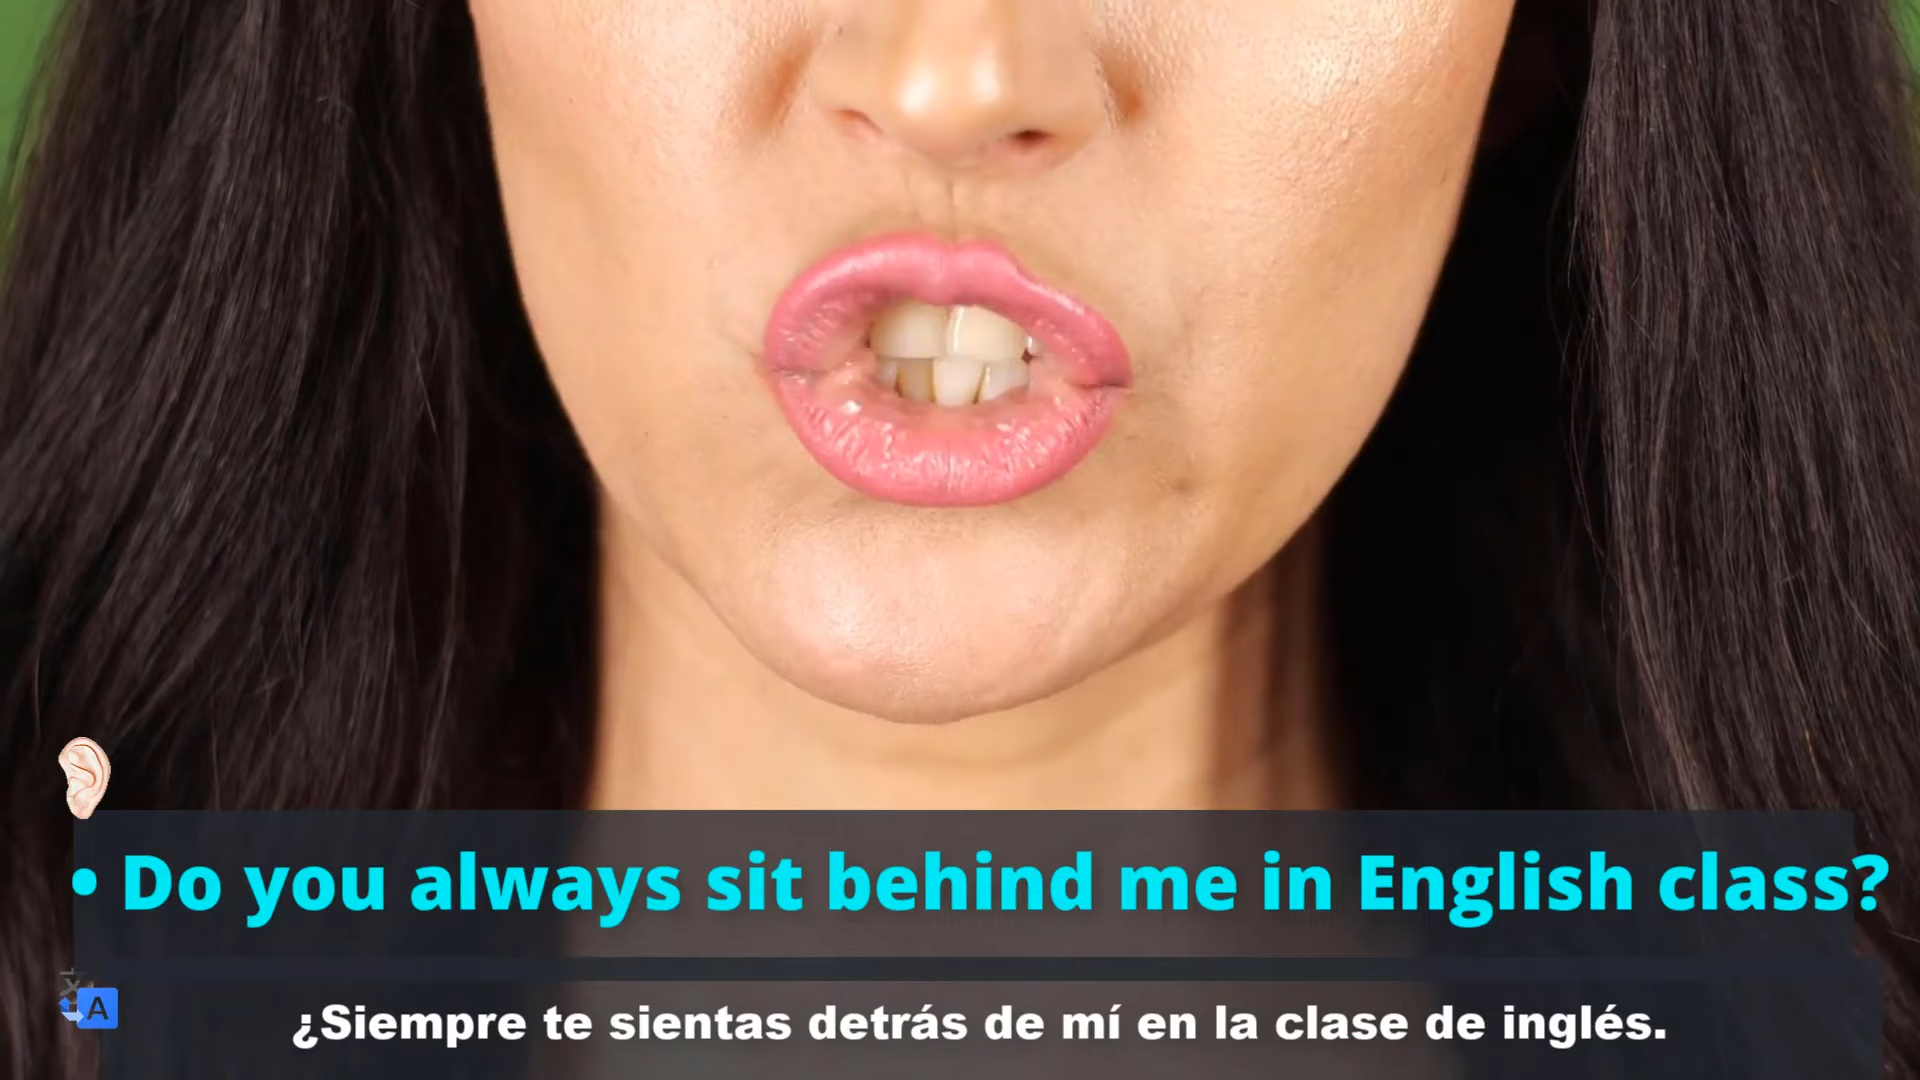 • Do you always sit behind me in English class?
A
¿Siempre te sientas detrás de mí en la clase de inglés.